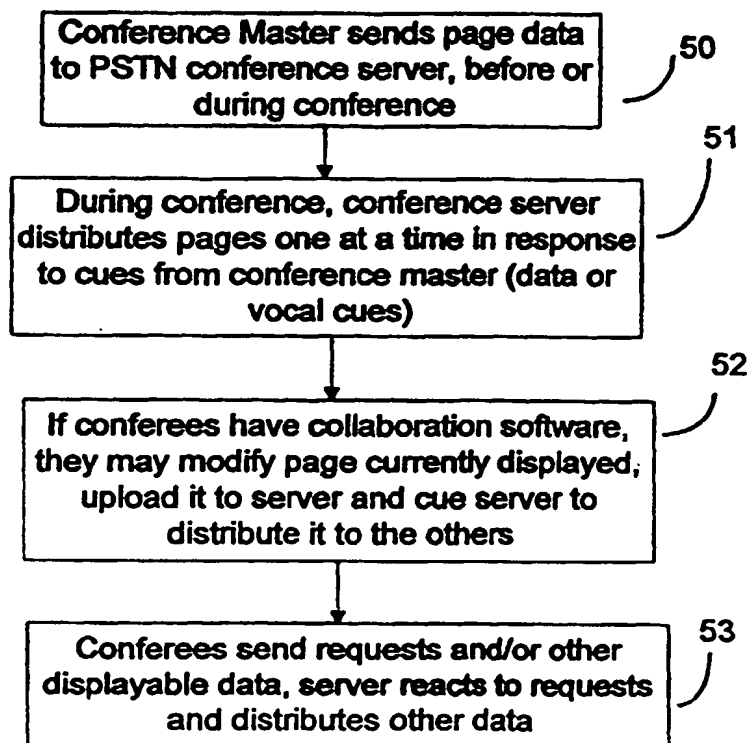 Conference Master sends page data
to PSTN conference server, before or
during conference
50
51
During conference, conference server
distributes pages one at a time in response
to cues from conference master (data or
vocal cues)
52
If conferees have collaboration software,
they may modify page currently displayed,
upload it to server and cue server to
distribute it to the others
53
Conferees send requests and/or other
displayable data, server reacts to requests
and distributes other data